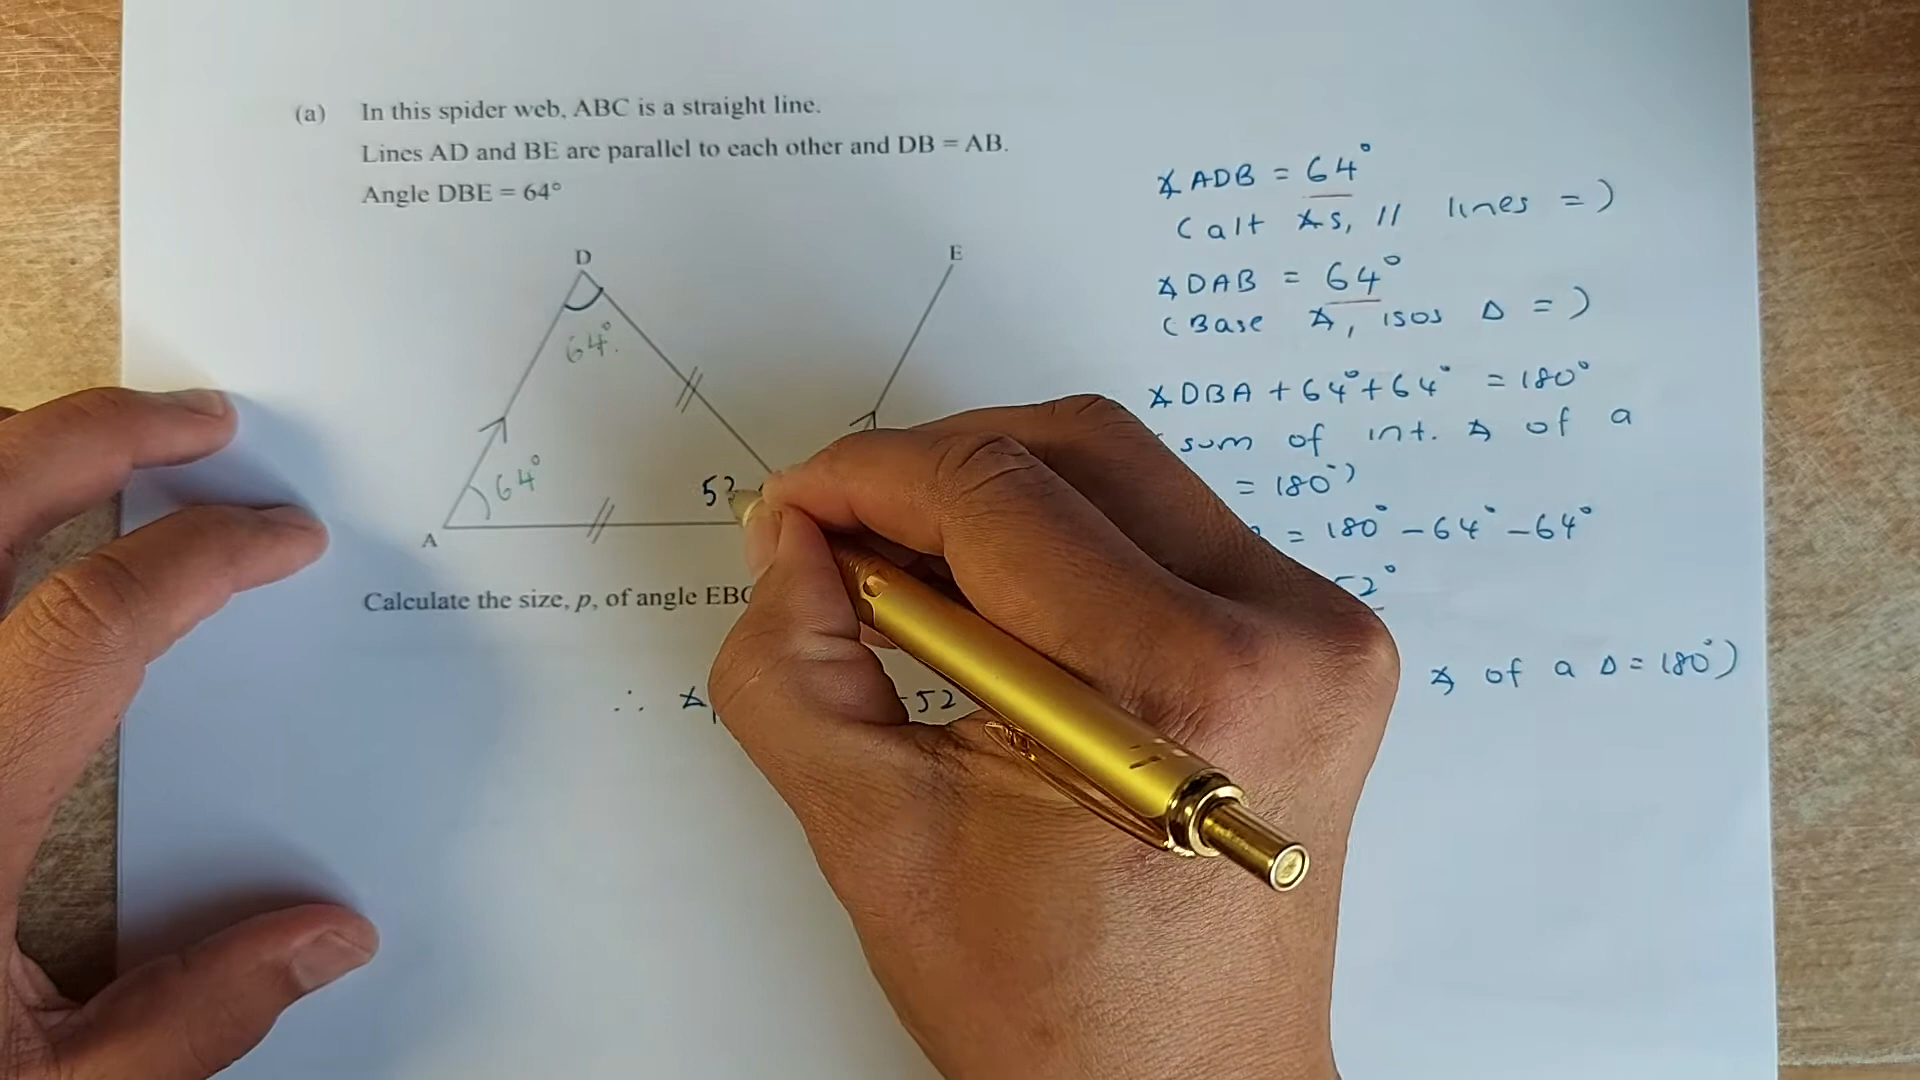 (a) In this spider web, ABC is a straight line.
Lines AD and BE are parallel to each other and DB = AB.
Angle DBE = 64°
D
E
64°.
64°
A
Calculate the size, p, of angle
∴ ∡
52
∡ADB = 64°
(alt ∡s, // lines =)
∡DAB = 64°
(Base ∡, isos Δ =)
∡DBA + 64° + 64° = 180°
sum of int. ∡ of a
= 180°)
= 180° - 64° - 64°
52°
∡ of a Δ = 180°)